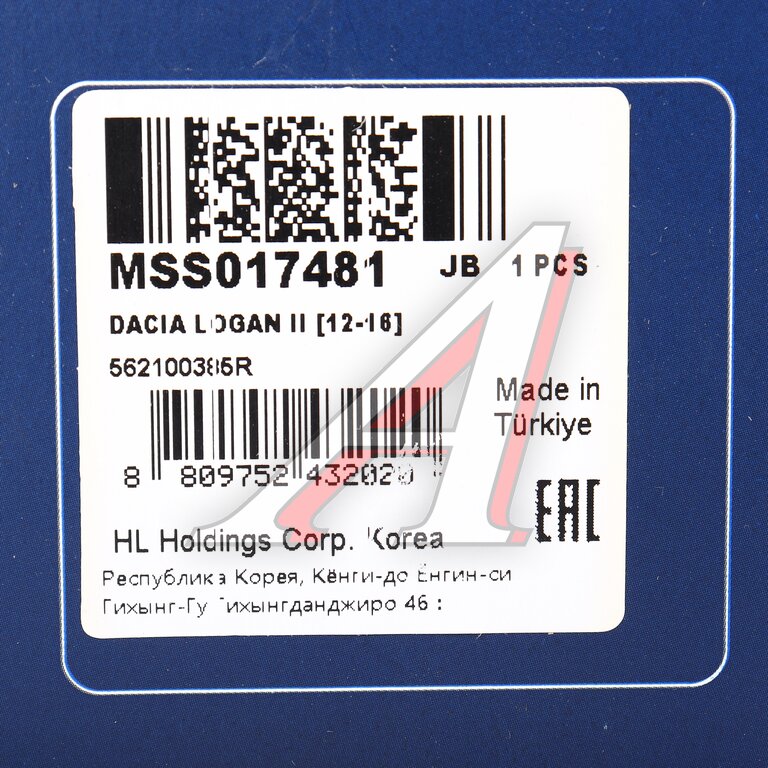 MSS017481 JB 1 PCS
DACIA LOGAN II [12-16]
562100385R
Made in
Türkiye
8 809752 432020
EAC
HL Holdings Corp. Korea
Республика Корея, Кёнги-до Ёнгин-си
Гихынг-Гу Гихынгданджиро 46 :